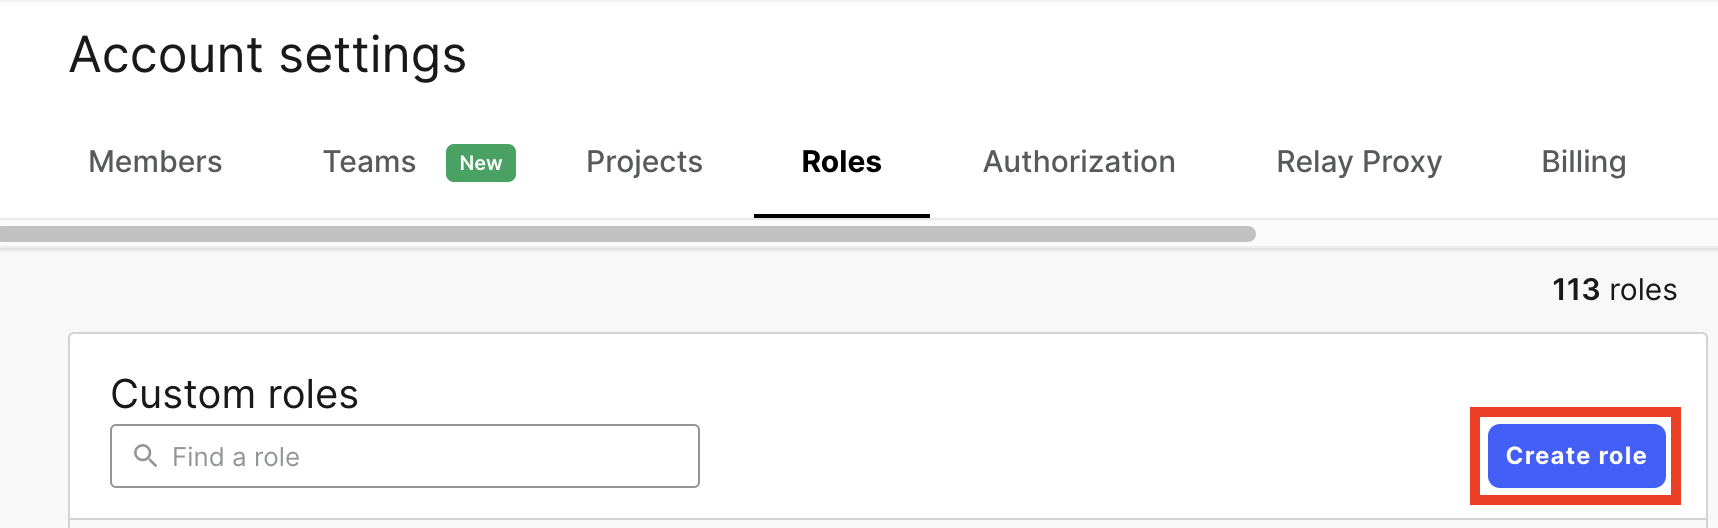 Account settings
Members Teams New Projects Roles Authorization Relay Proxy Billing
113 roles
Custom roles
Find a role
Create role